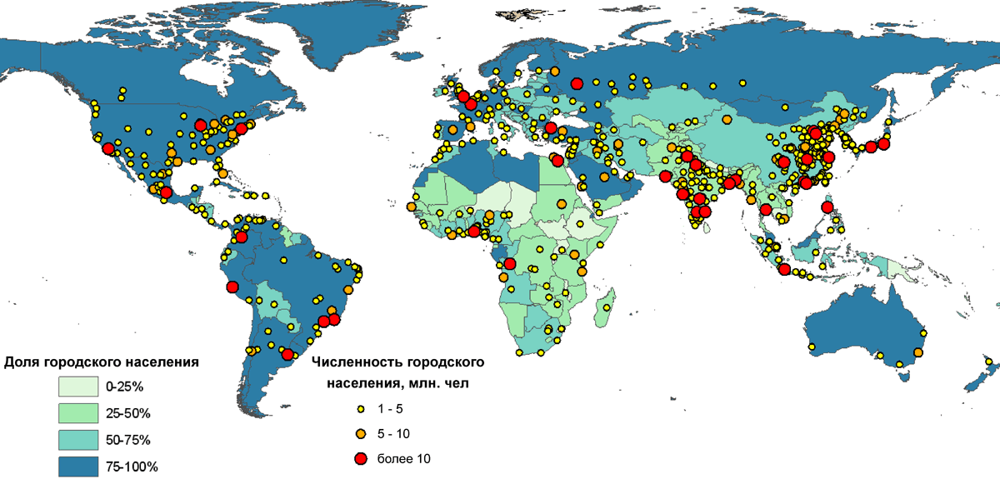 Доля городского населения
0-25%
25-50%
50-75%
75-100%
Численность городского
населения, млн. чел
1 - 5
5 - 10
более 10